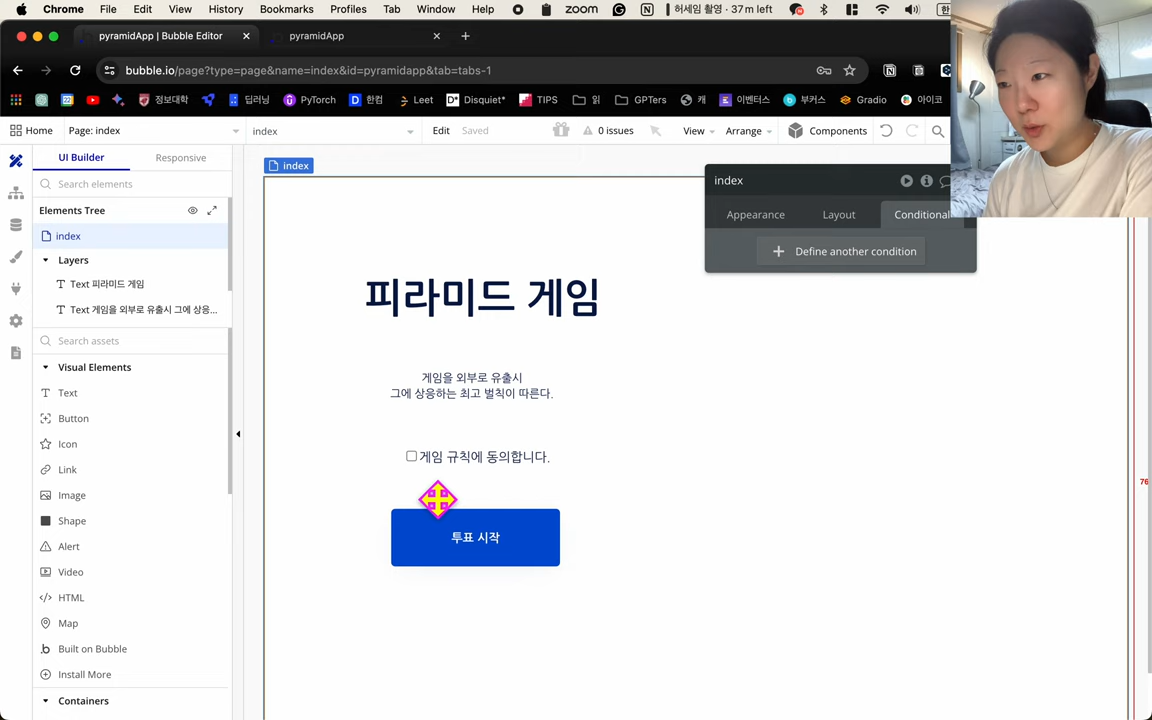 Chrome File Edit View History Bookmarks Profiles Tab Window Help zoom 허세임 촬영 · 37 m left 한
pyramidApp | Bubble Editor pyramidApp
bubble.io/page?type=page&name=index&id=pyramidapp&tab=tabs-1
정보대학 딥러닝 PyTorch 한컴 Leet Disquiet* TIPS 읽 GPTers 캐 이벤터스 부커스 Gradio 아이코
Home Page: index index Edit Saved 0 issues View Arrange Components
UI Builder Responsive
Search elements
Elements Tree
index
Layers
Text 피라미드 게임
Text 게임을 외부로 유출시 그에 상응...
Search assets
Visual Elements
Text
Button
Icon
Link
Image
Shape
Alert
Video
HTML
Map
Built on Bubble
Install More
Containers
index
피라미드 게임
게임을 외부로 유출시
그에 상응하는 최고 벌칙이 따른다.
게임 규칙에 동의합니다.
투표 시작
index
Appearance Layout Conditional
Define another condition
76